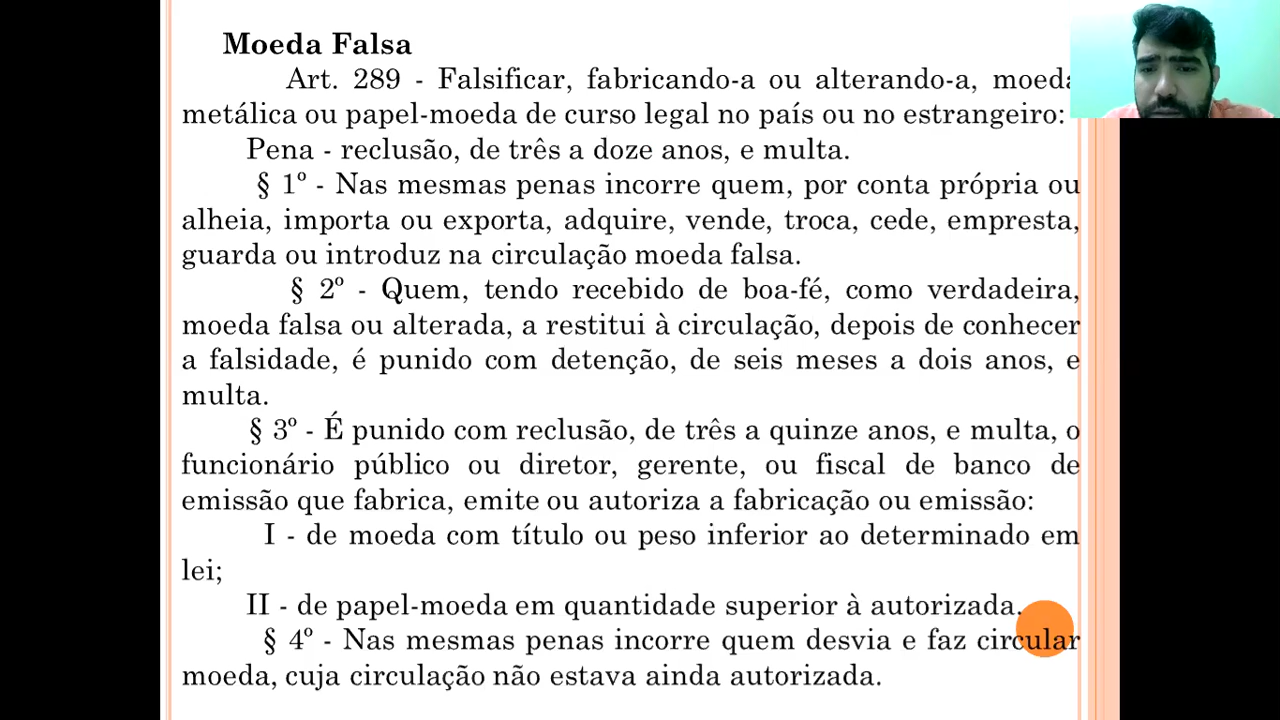 Moeda Falsa
Art. 289 - Falsificar, fabricando-a ou alterando-a, moeda
metálica ou papel-moeda de curso legal no país ou no estrangeiro:
Pena - reclusão, de três a doze anos, e multa.
§ 1º - Nas mesmas penas incorre quem, por conta própria ou
alheia, importa ou exporta, adquire, vende, troca, cede, empresta,
guarda ou introduz na circulação moeda falsa.
§ 2º - Quem, tendo recebido de boa-fé, como verdadeira,
moeda falsa ou alterada, a restitui à circulação, depois de conhecer
a falsidade, é punido com detenção, de seis meses a dois anos, e
multa.
§ 3º - É punido com reclusão, de três a quinze anos, e multa, o
funcionário público ou diretor, gerente, ou fiscal de banco de
emissão que fabrica, emite ou autoriza a fabricação ou emissão:
I - de moeda com título ou peso inferior ao determinado em
lei;
II - de papel-moeda em quantidade superior à autorizada.
§ 4º - Nas mesmas penas incorre quem desvia e faz circular
moeda, cuja circulação não estava ainda autorizada.